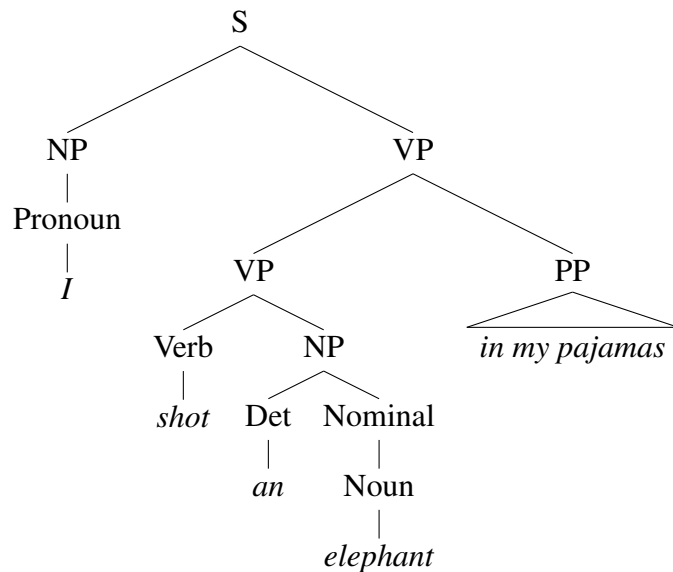 S
NP VP
Pronoun
I
VP PP
Verb NP
in my pajamas
shot
Det Nominal
an
Noun
elephant